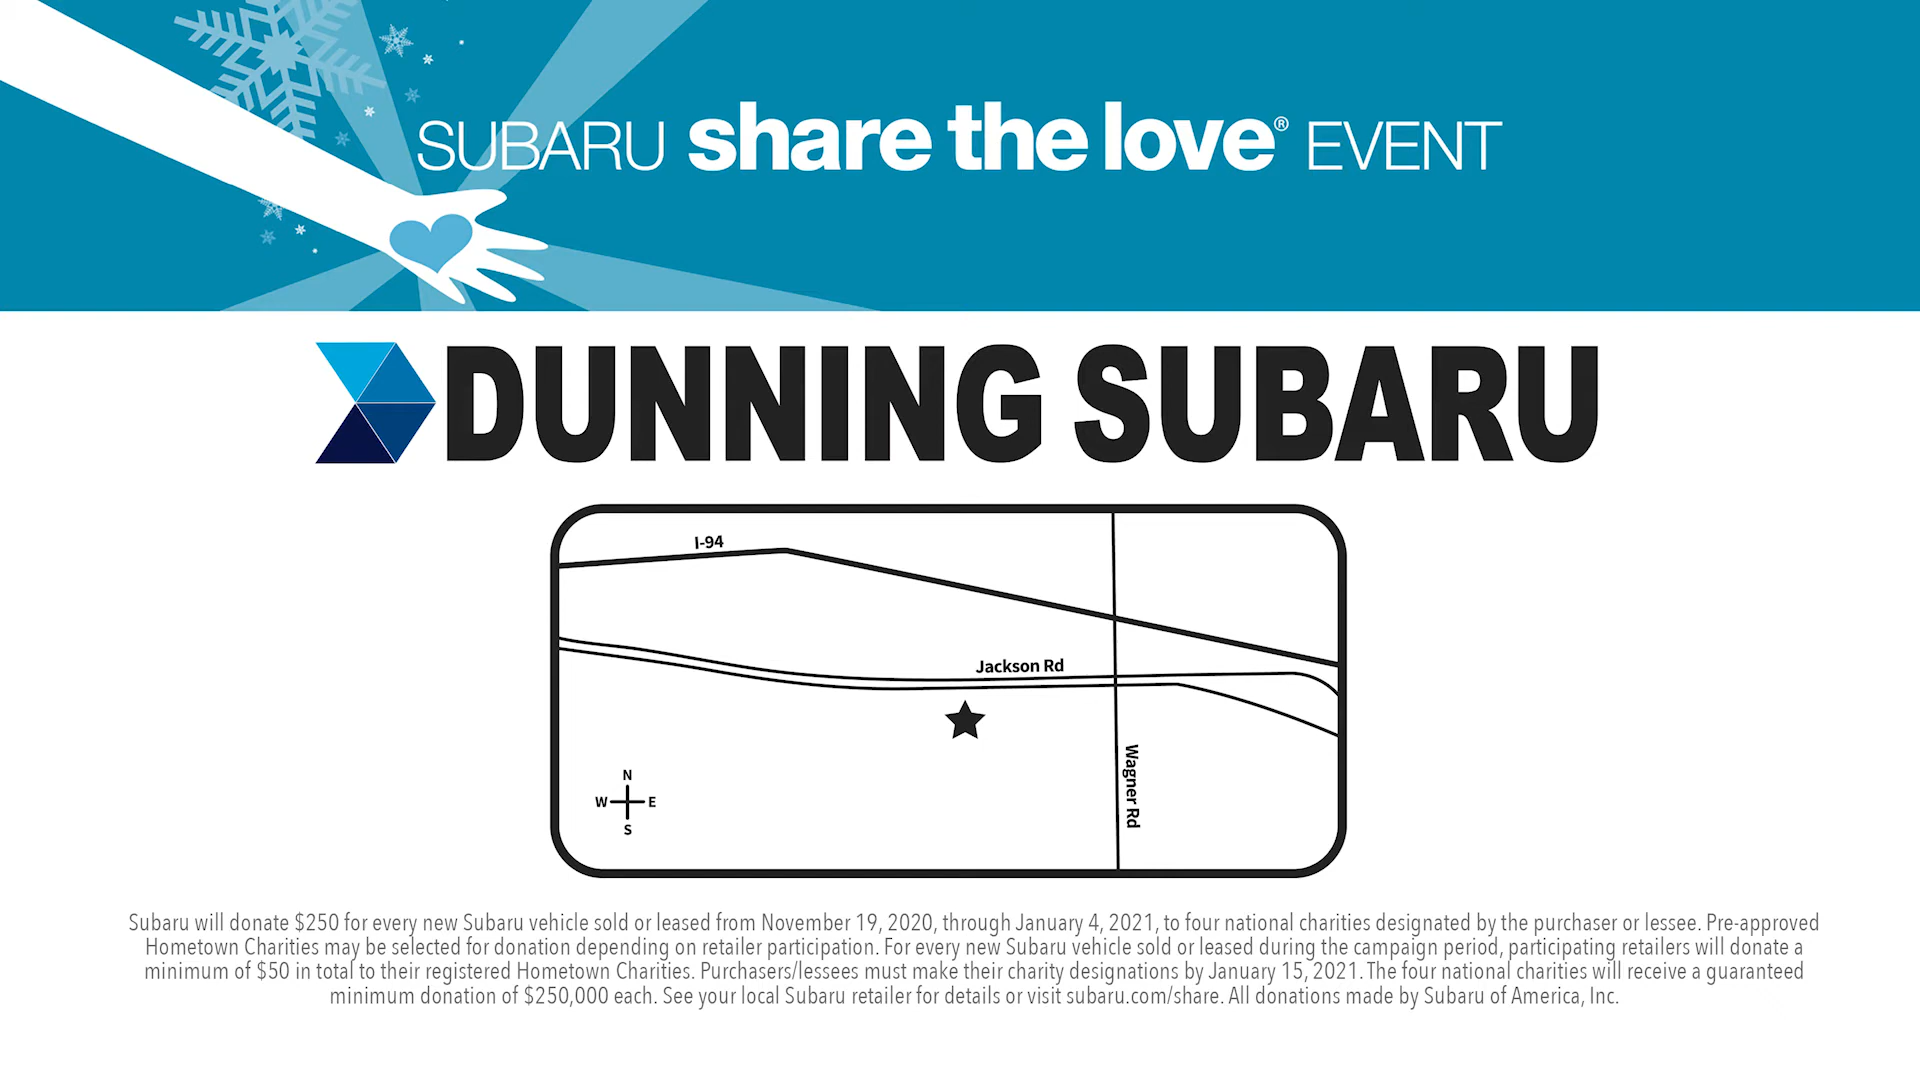 SUBARU share the love® EVENT
DUNNING SUBARU
I-94
Jackson Rd
Wagner Rd
N
W E
S
Subaru will donate $250 for every new Subaru vehicle sold or leased from November 19, 2020, through January 4, 2021, to four national charities designated by the purchaser or lessee. Pre-approved
Hometown Charities may be selected for donation depending on retailer participation. For every new Subaru vehicle sold or leased during the campaign period, participating retailers will donate a
minimum of $50 in total to their registered Hometown Charities. Purchasers/lessees must make their charity designations by January 15, 2021. The four national charities will receive a guaranteed
minimum donation of $250,000 each. See your local Subaru retailer for details or visit subaru.com/share. All donations made by Subaru of America, Inc.